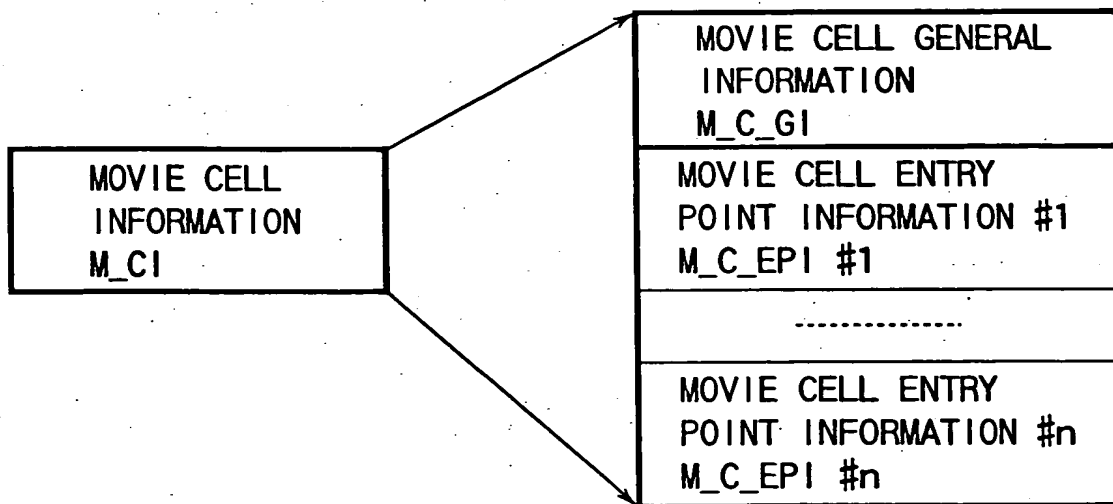 MOVIE CELL
INFORMATION
M_CI
MOVIE CELL GENERAL
INFORMATION
M_C_GI
MOVIE CELL ENTRY
POINT INFORMATION #1
M_C_EPI #1
---------------
MOVIE CELL ENTRY
POINT INFORMATION #n
M_C_EPI #n